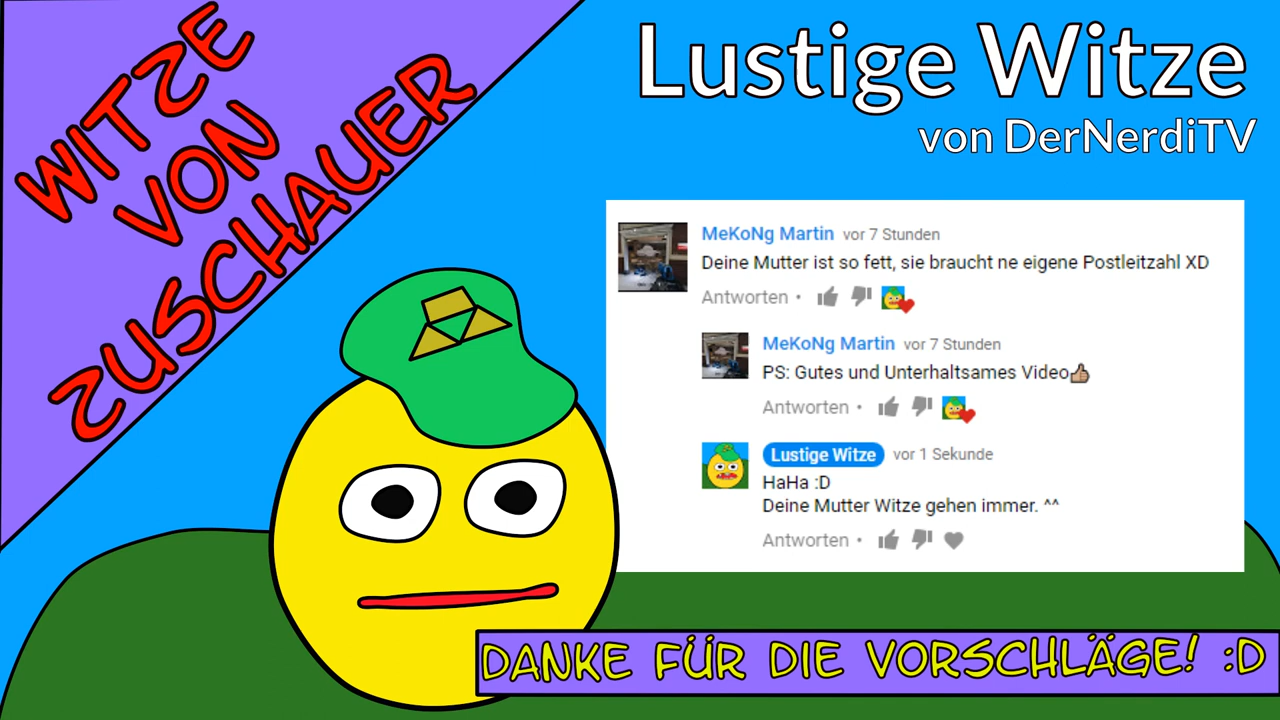 WITZE
VON
ZUSCHAUER
Lustige Witze
von DerNerdiTV
MeKoNg Martin vor 7 Stunden
Deine Mutter ist so fett, sie braucht ne eigene Postleitzahl XD
Antworten •
MeKoNg Martin vor 7 Stunden
PS: Gutes und Unterhaltsames Video👍🏽
Antworten •
Lustige Witze vor 1 Sekunde
HaHa :D
Deine Mutter Witze gehen immer. ^^
Antworten •
DANKE FÜR DIE VORSCHLÄGE! :D